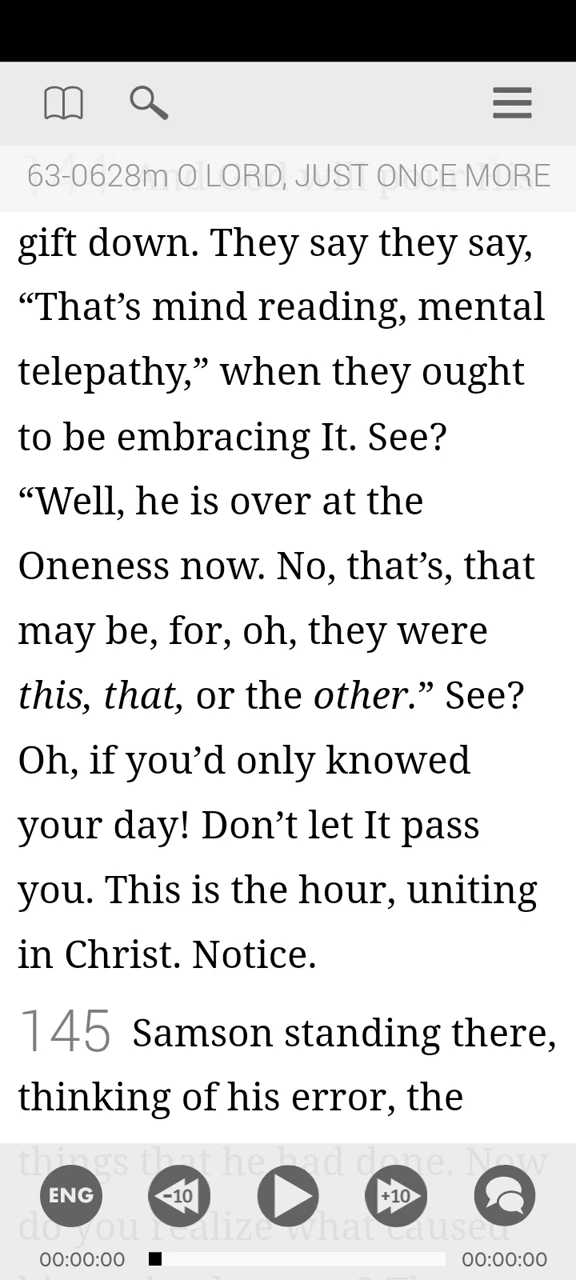 63-0628m O LORD, JUST ONCE MORE
gift down. They say they say,
“That’s mind reading, mental
telepathy,” when they ought
to be embracing It. See?
“Well, he is over at the
Oneness now. No, that’s, that
may be, for, oh, they were
this, that, or the other.” See?
Oh, if you’d only knowed
your day! Don’t let It pass
you. This is the hour, uniting
in Christ. Notice.
145 Samson standing there,
thinking of his error, the
things that he had done. Now
do you realize what caused
ENG -10 +10
00:00:00 00:00:00